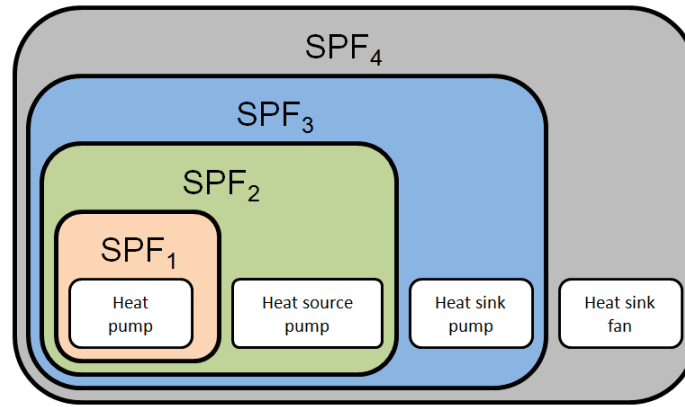 SPF₄
SPF₃
SPF₂
SPF₁
Heat
pump
Heat source
pump
Heat sink
pump
Heat sink
fan